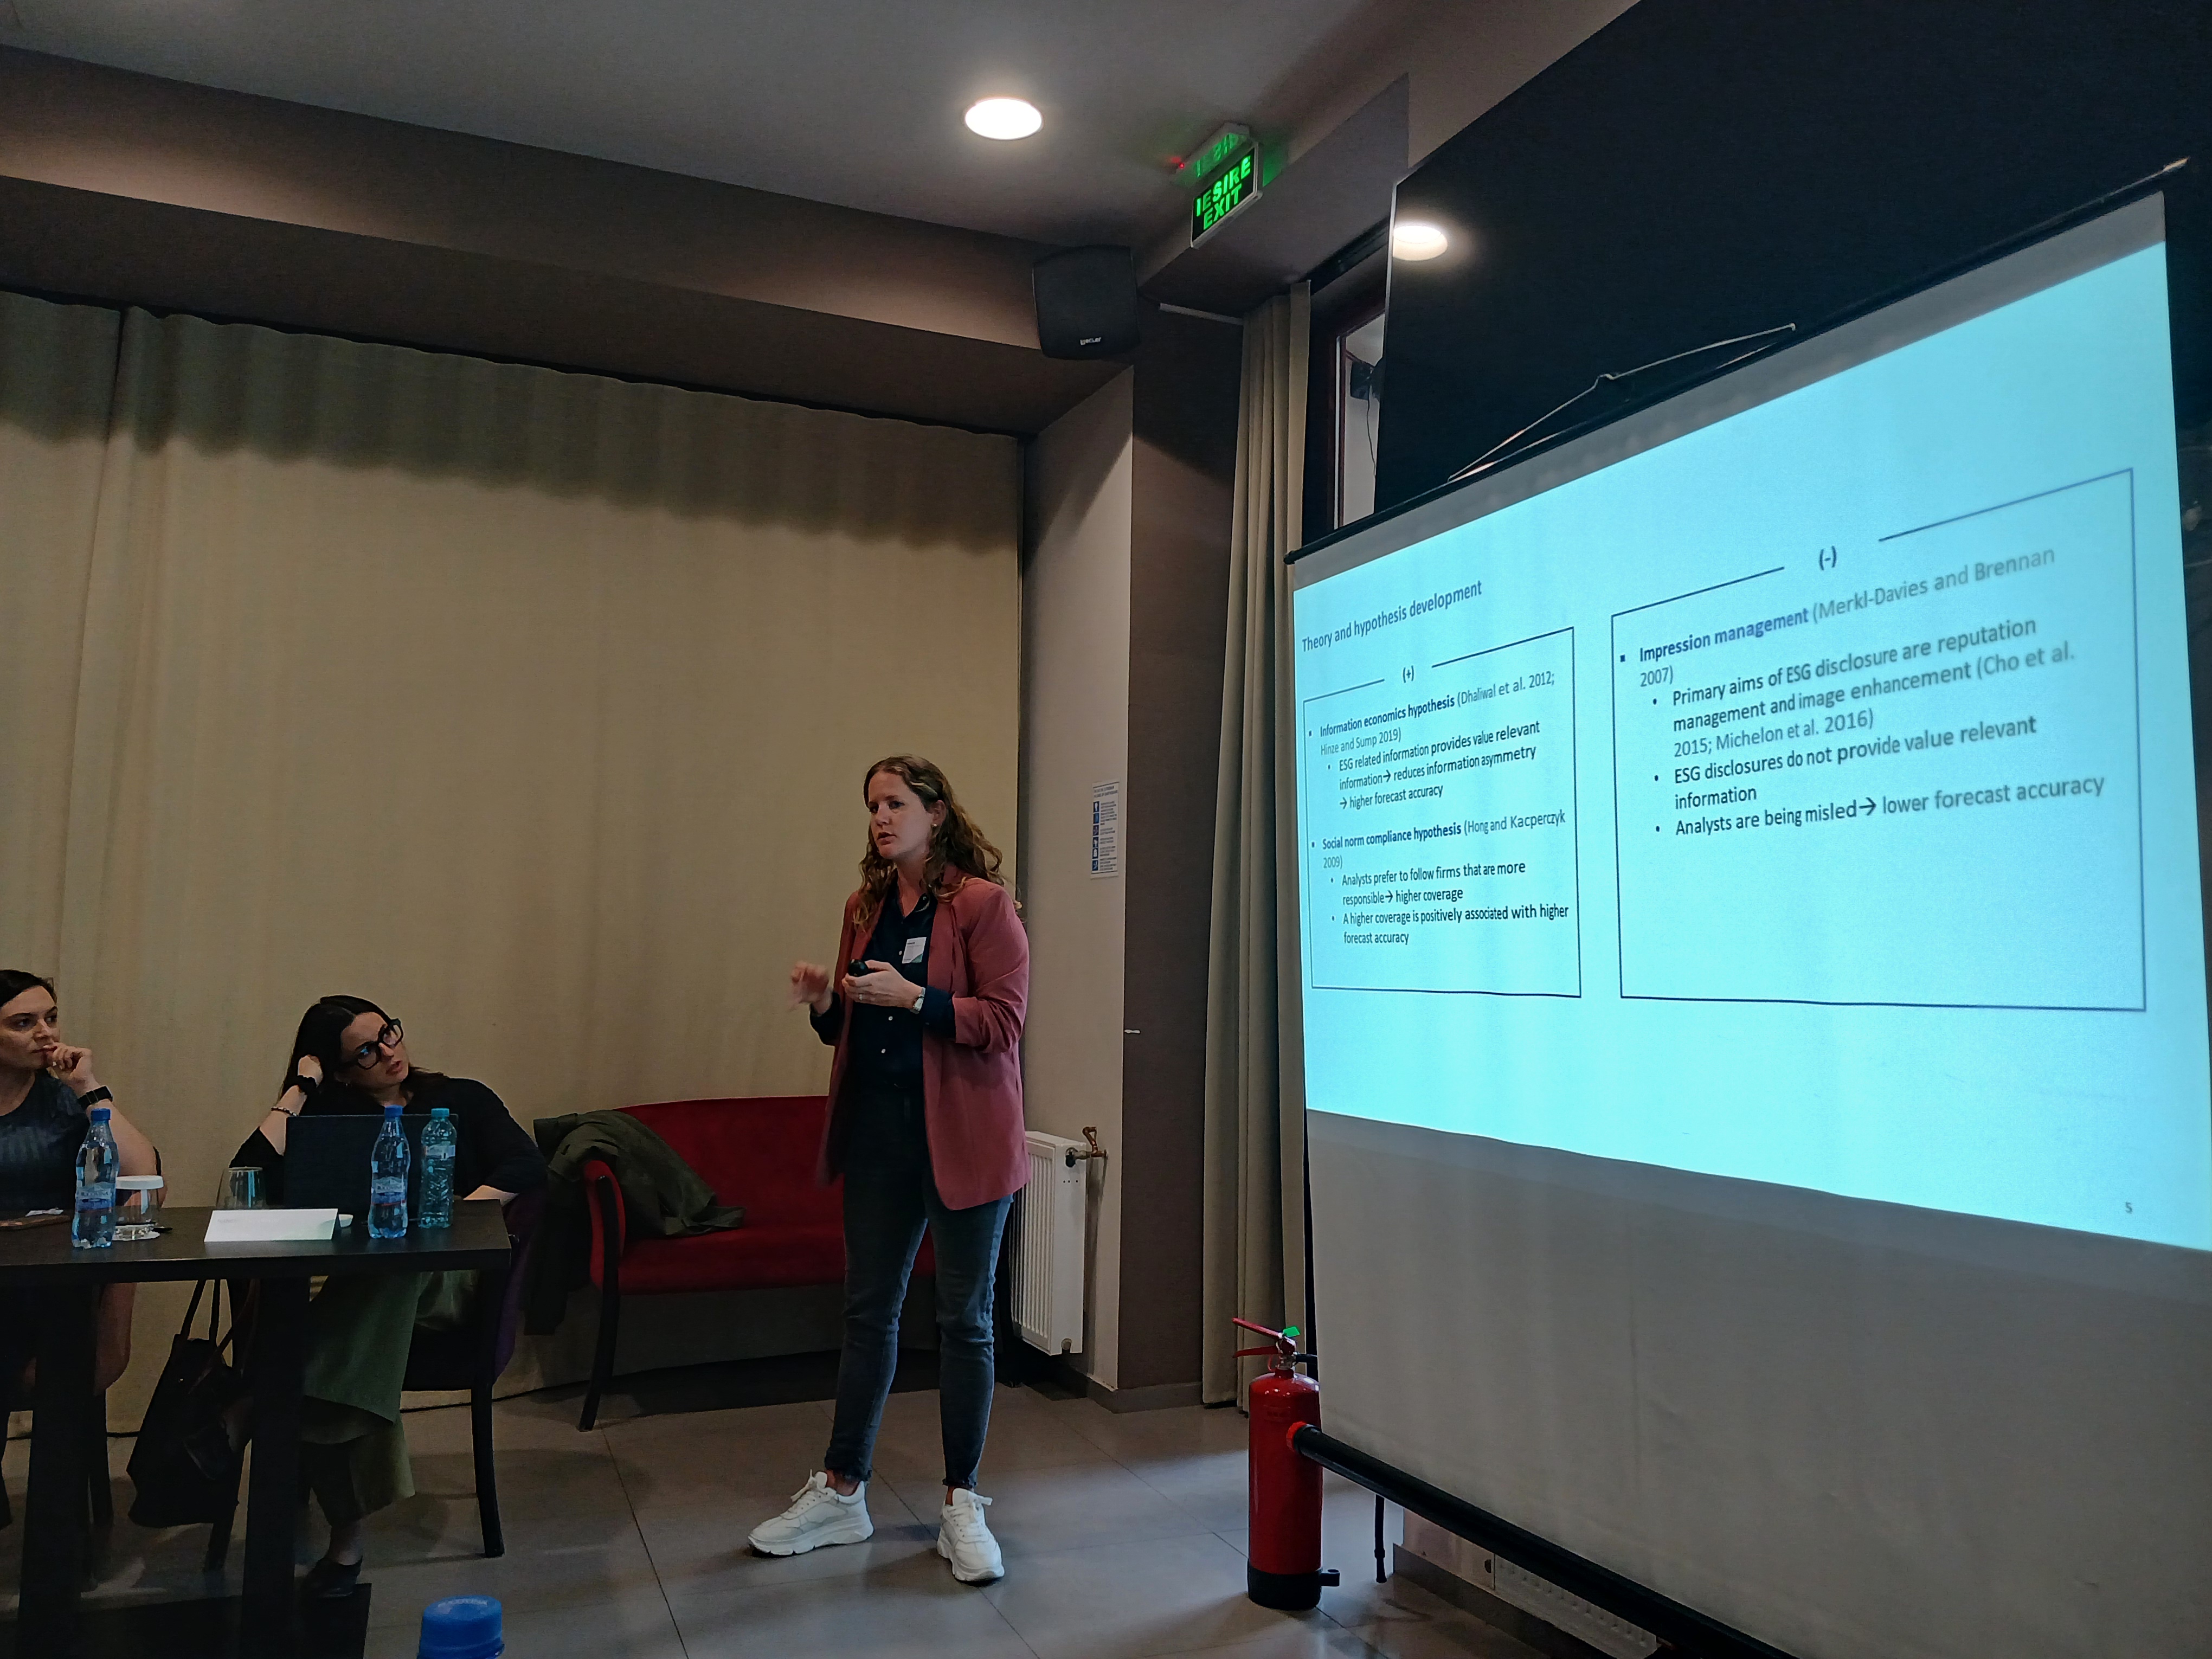 IESIRE
EXIT
Theory and hypothesis development
(+)
▪ Information economics hypothesis (Dhaliwal et al. 2012;
Hinze and Sump 2019)
• ESG related information provides value relevant
information→ reduces information asymmetry
→ higher forecast accuracy
▪ Social norm compliance hypothesis (Hong and Kacperczyk
2009)
• Analysts prefer to follow firms that are more
responsible→ higher coverage
• A higher coverage is positively associated with higher
forecast accuracy
(-)
▪ Impression management (Merkl-Davies and Brennan
2007)
• Primary aims of ESG disclosure are reputation
management and image enhancement (Cho et al.
2015; Michelon et al. 2016)
• ESG disclosures do not provide value relevant
information
• Analysts are being misled→ lower forecast accuracy
5